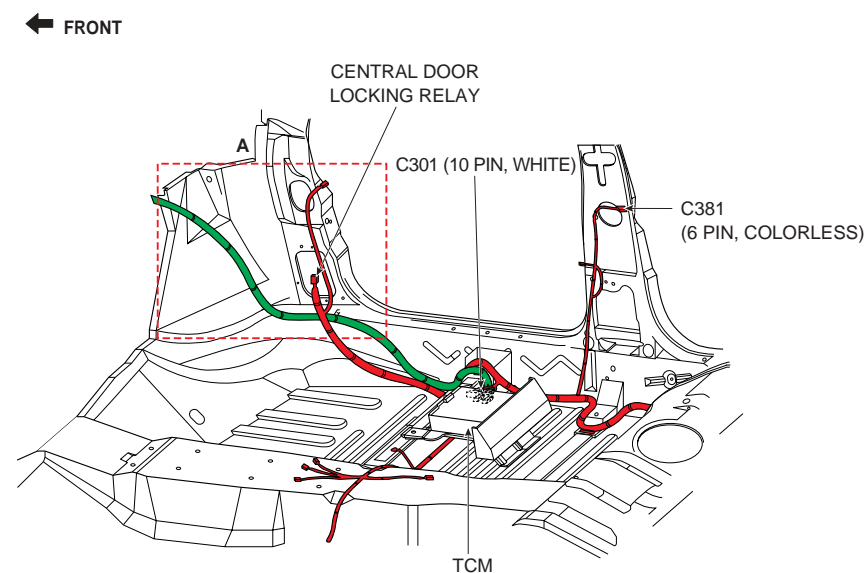 FRONT
CENTRAL DOOR
LOCKING RELAY
A
C301 (10 PIN, WHITE)
C381
(6 PIN, COLORLESS)
TCM